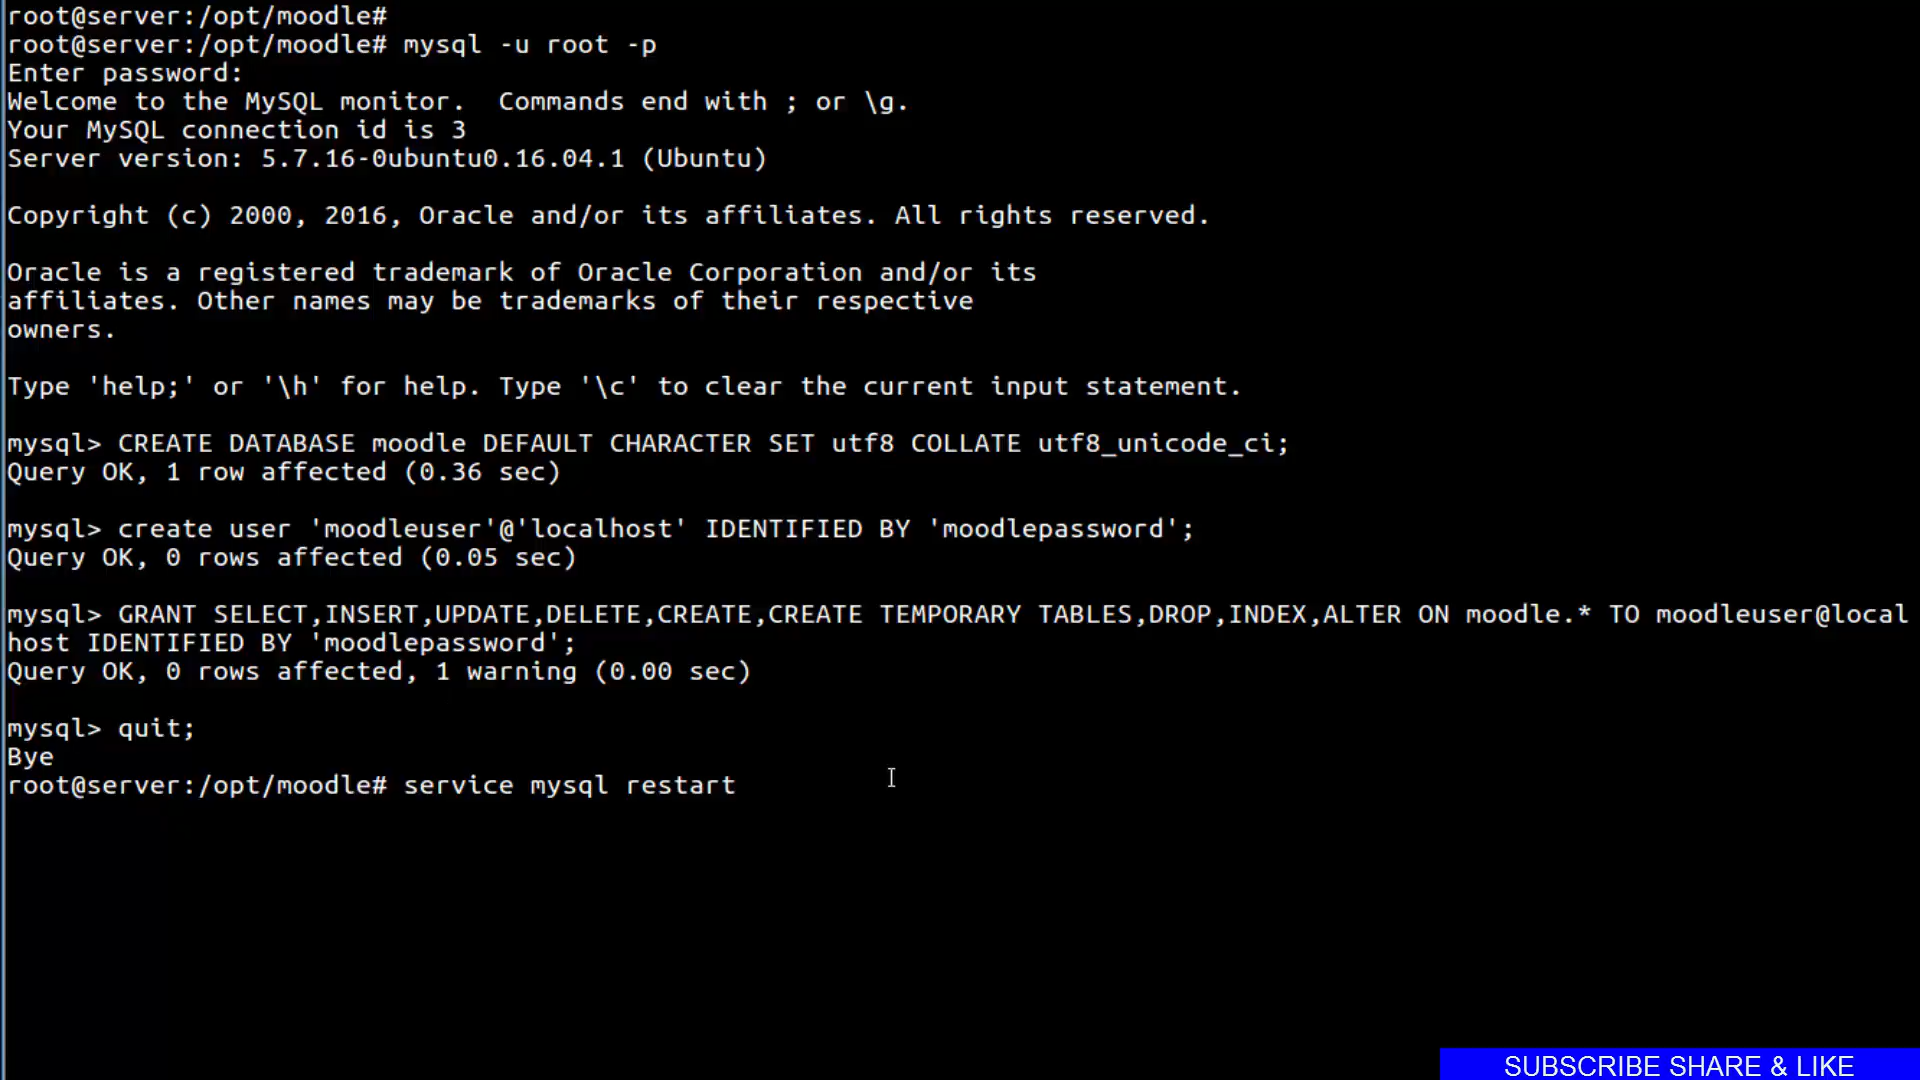 root@server:/opt/moodle#
root@server:/opt/moodle# mysql -u root -p
Enter password:
Welcome to the MySQL monitor.  Commands end with ; or \g.
Your MySQL connection id is 3
Server version: 5.7.16-0ubuntu0.16.04.1 (Ubuntu)
Copyright (c) 2000, 2016, Oracle and/or its affiliates. All rights reserved.
Oracle is a registered trademark of Oracle Corporation and/or its
affiliates. Other names may be trademarks of their respective
owners.
Type 'help;' or '\h' for help. Type '\c' to clear the current input statement.
mysql> CREATE DATABASE moodle DEFAULT CHARACTER SET utf8 COLLATE utf8_unicode_ci;
Query OK, 1 row affected (0.36 sec)
mysql> create user 'moodleuser'@'localhost' IDENTIFIED BY 'moodlepassword';
Query OK, 0 rows affected (0.05 sec)
mysql> GRANT SELECT,INSERT,UPDATE,DELETE,CREATE,CREATE TEMPORARY TABLES,DROP,INDEX,ALTER ON moodle.* TO moodleuser@local
host IDENTIFIED BY 'moodlepassword';
Query OK, 0 rows affected, 1 warning (0.00 sec)
mysql> quit;
Bye
root@server:/opt/moodle# service mysql restart
SUBSCRIBE SHARE & LIKE